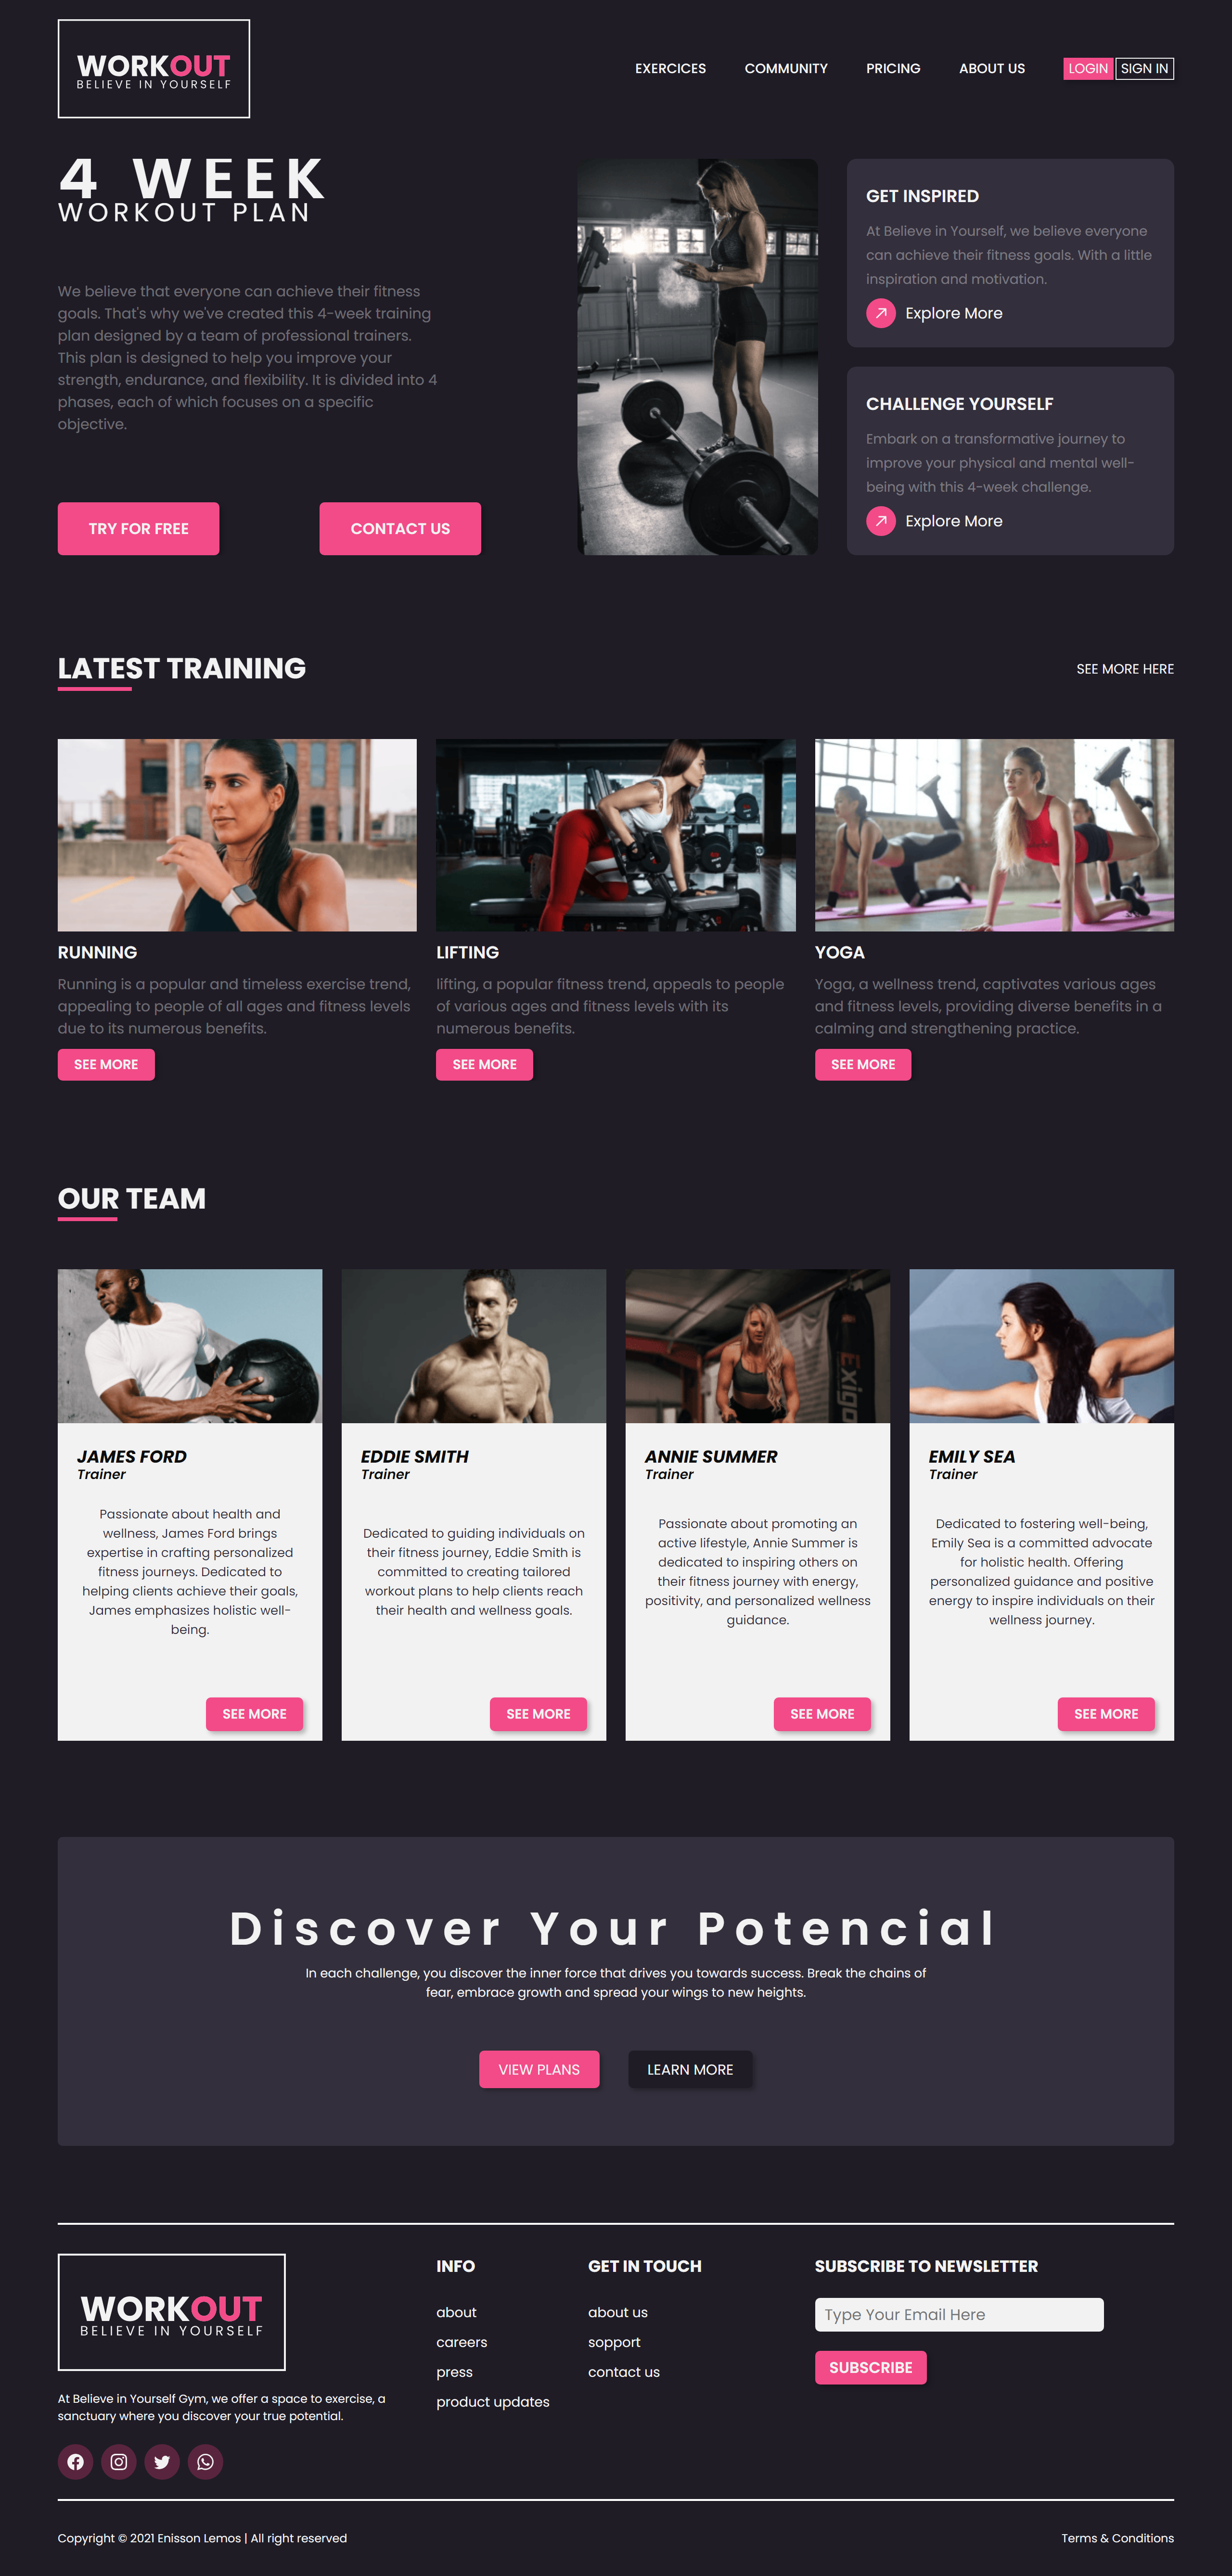 WORKOUT
BELIEVE IN YOURSELF
EXERCICES
COMMUNITY
PRICING
ABOUT US
LOGIN
SIGN IN
4 WEEK
WORKOUT PLAN
We believe that everyone can achieve their fitness
goals. That's why we've created this 4-week training
plan designed by a team of professional trainers.
This plan is designed to help you improve your
strength, endurance, and flexibility. It is divided into 4
phases, each of which focuses on a specific
objective.
TRY FOR FREE
CONTACT US
GET INSPIRED
At Believe in Yourself, we believe everyone
can achieve their fitness goals. With a little
inspiration and motivation.
Explore More
CHALLENGE YOURSELF
Embark on a transformative journey to
improve your physical and mental well-
being with this 4-week challenge.
Explore More
LATEST TRAINING
SEE MORE HERE
RUNNING
Running is a popular and timeless exercise trend,
appealing to people of all ages and fitness levels
due to its numerous benefits.
SEE MORE
LIFTING
lifting, a popular fitness trend, appeals to people
of various ages and fitness levels with its
numerous benefits.
SEE MORE
YOGA
Yoga, a wellness trend, captivates various ages
and fitness levels, providing diverse benefits in a
calming and strengthening practice.
SEE MORE
OUR TEAM
JAMES FORD
Trainer
Passionate about health and
wellness, James Ford brings
expertise in crafting personalized
fitness journeys. Dedicated to
helping clients achieve their goals,
James emphasizes holistic well-
being.
SEE MORE
EDDIE SMITH
Trainer
Dedicated to guiding individuals on
their fitness journey, Eddie Smith is
committed to creating tailored
workout plans to help clients reach
their health and wellness goals.
SEE MORE
Exigo
ANNIE SUMMER
Trainer
Passionate about promoting an
active lifestyle, Annie Summer is
dedicated to inspiring others on
their fitness journey with energy,
positivity, and personalized wellness
guidance.
SEE MORE
EMILY SEA
Trainer
Dedicated to fostering well-being,
Emily Sea is a committed advocate
for holistic health. Offering
personalized guidance and positive
energy to inspire individuals on their
wellness journey.
SEE MORE
Discover Your Potencial
In each challenge, you discover the inner force that drives you towards success. Break the chains of
fear, embrace growth and spread your wings to new heights.
VIEW PLANS
LEARN MORE
WORKOUT
BELIEVE IN YOURSELF
At Believe in Yourself Gym, we offer a space to exercise, a
sanctuary where you discover your true potential.
INFO
about
careers
press
product updates
GET IN TOUCH
about us
sopport
contact us
SUBSCRIBE TO NEWSLETTER
Type Your Email Here
SUBSCRIBE
Copyright © 2021 Enisson Lemos | All right reserved
Terms & Conditions